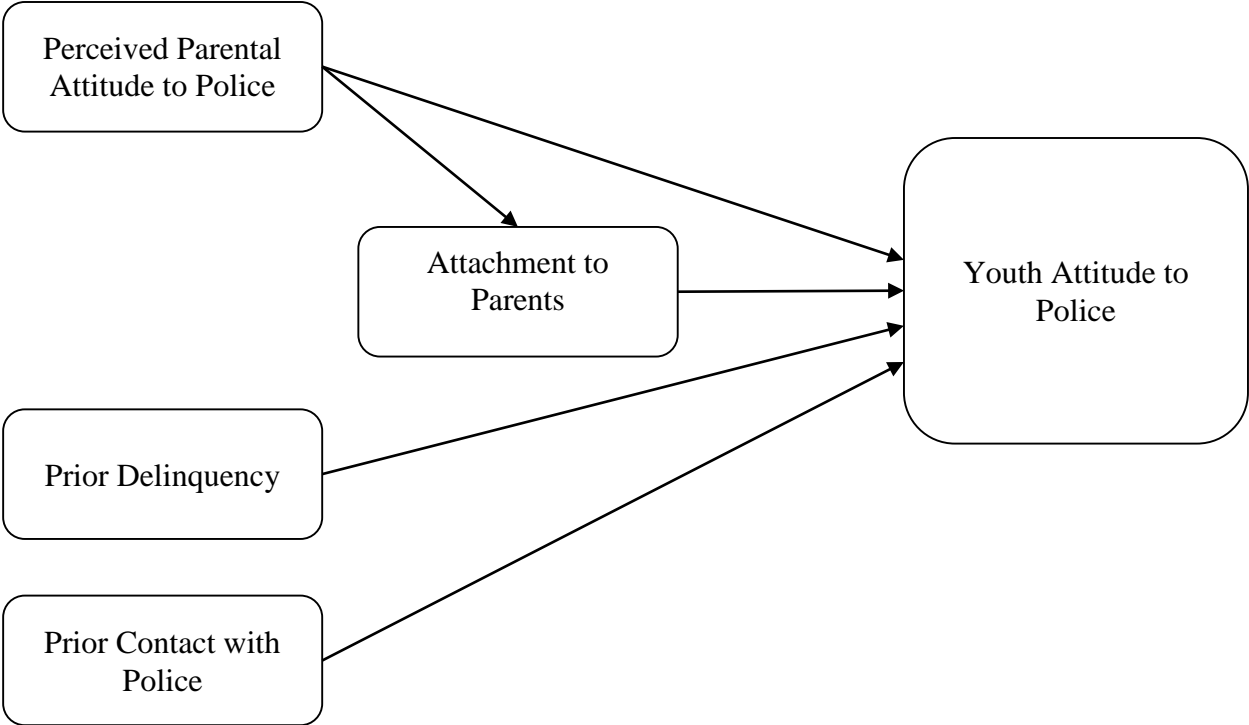 Perceived Parental
Attitude to Police
Attachment to
Parents
Youth Attitude to
Police
Prior Delinquency
Prior Contact with
Police